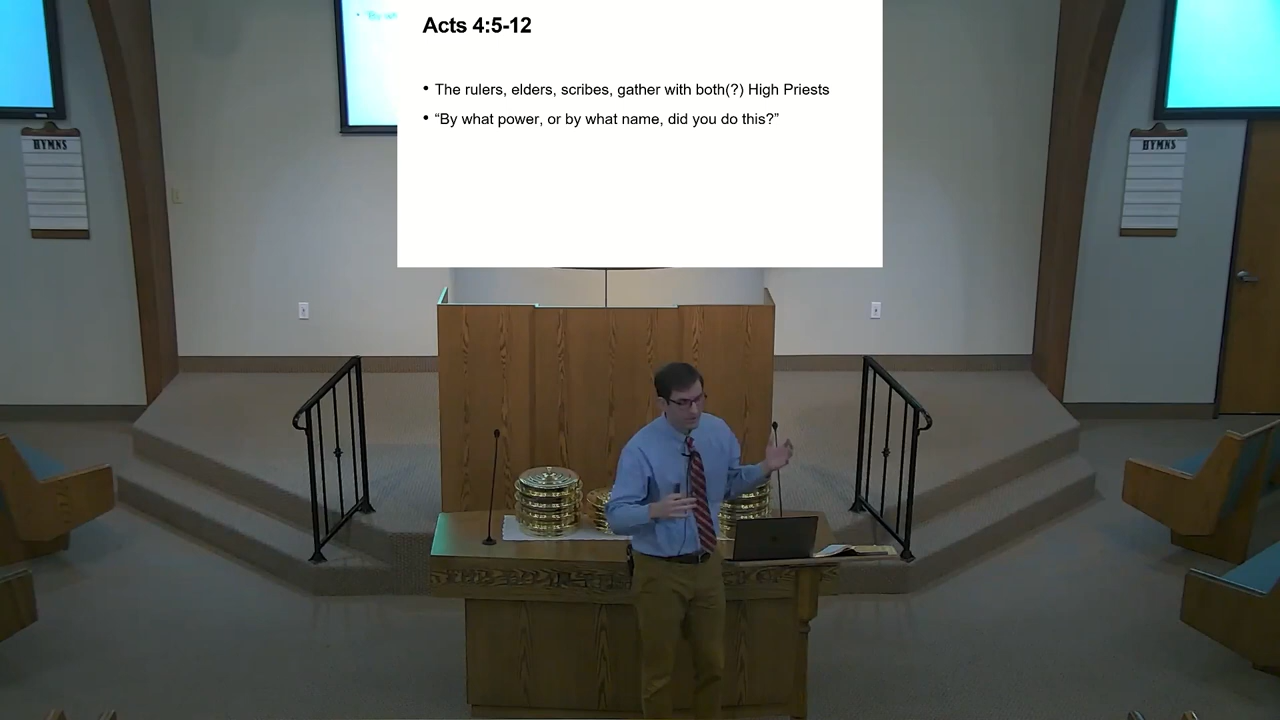 Acts 4:5-12
• The rulers, elders, scribes, gather with both(?) High Priests
• “By what power, or by what name, did you do this?”
HYMNS
HYMNS